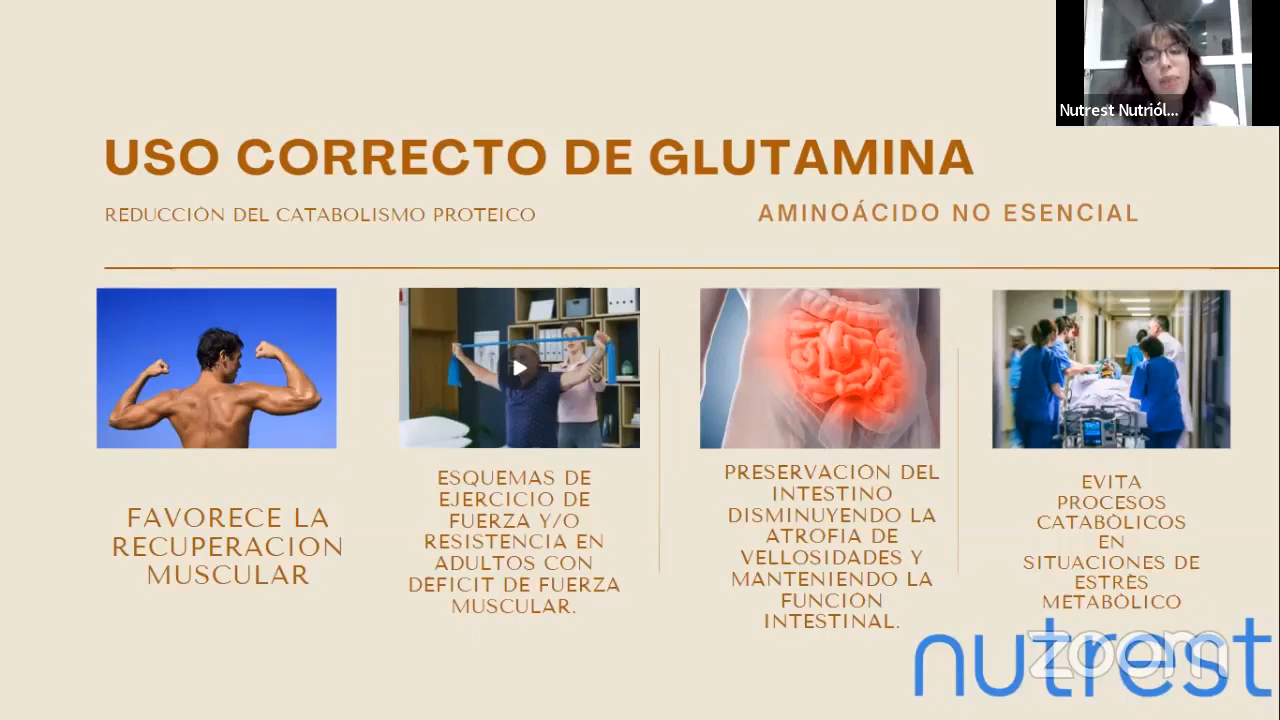 Nutrest Nutriól...
USO CORRECTO DE GLUTAMINA
REDUCCIÓN DEL CATABOLISMO PROTEICO
AMINOÁCIDO NO ESENCIAL
FAVORECE LA
RECUPERACION
MUSCULAR
ESQUEMAS DE
EJERCICIO DE
FUERZA Y/O
RESISTENCIA EN
ADULTOS CON
DÉFICIT DE FUERZA
MUSCULAR.
PRESERVACION DEL
INTESTINO
DISMINUYENDO LA
ATROFIA DE
VELLOSIDADES Y
MANTENIENDO LA
FUNCION
INTESTINAL.
EVITA
PROCESOS
CATABÓLICOS
EN
SITUACIONES DE
ESTRÉS
METABÓLICO
nutrest
zoom